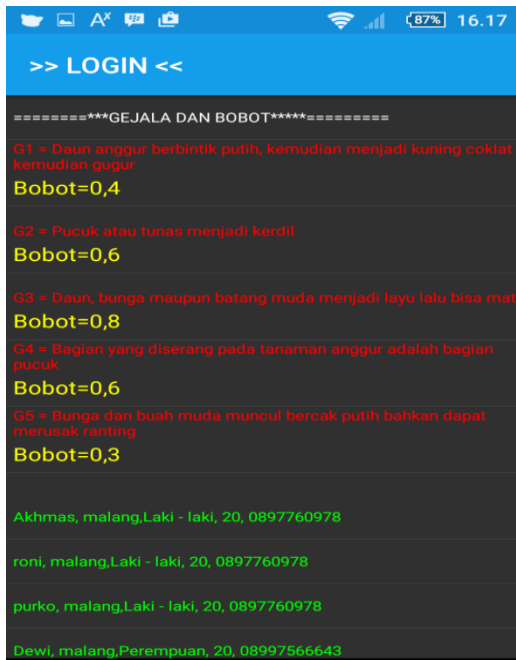 87% 16.17
>> LOGIN <<
========***GEJALA DAN BOBOT*****=========
G1 = Daun anggur berbintik putih, kemudian menjadi kuning coklat
kemudian gugur
Bobot=0,4
G2 = Pucuk atau tunas menjadi kerdil
Bobot=0,6
G3 = Daun, bunga maupun batang muda menjadi layu lalu bisa mat
Bobot=0,8
G4 = Bagian yang diserang pada tanaman anggur adalah bagian
pucuk
Bobot=0,6
G5 = Bunga dan buah muda muncul bercak putih bahkan dapat
merusak ranting
Bobot=0,3
Akhmas, malang,Laki - laki, 20, 0897760978
roni, malang,Laki - laki, 20, 0897760978
purko, malang,Laki - laki, 20, 0897760978
Dewi, malang,Perempuan, 20, 08997566643